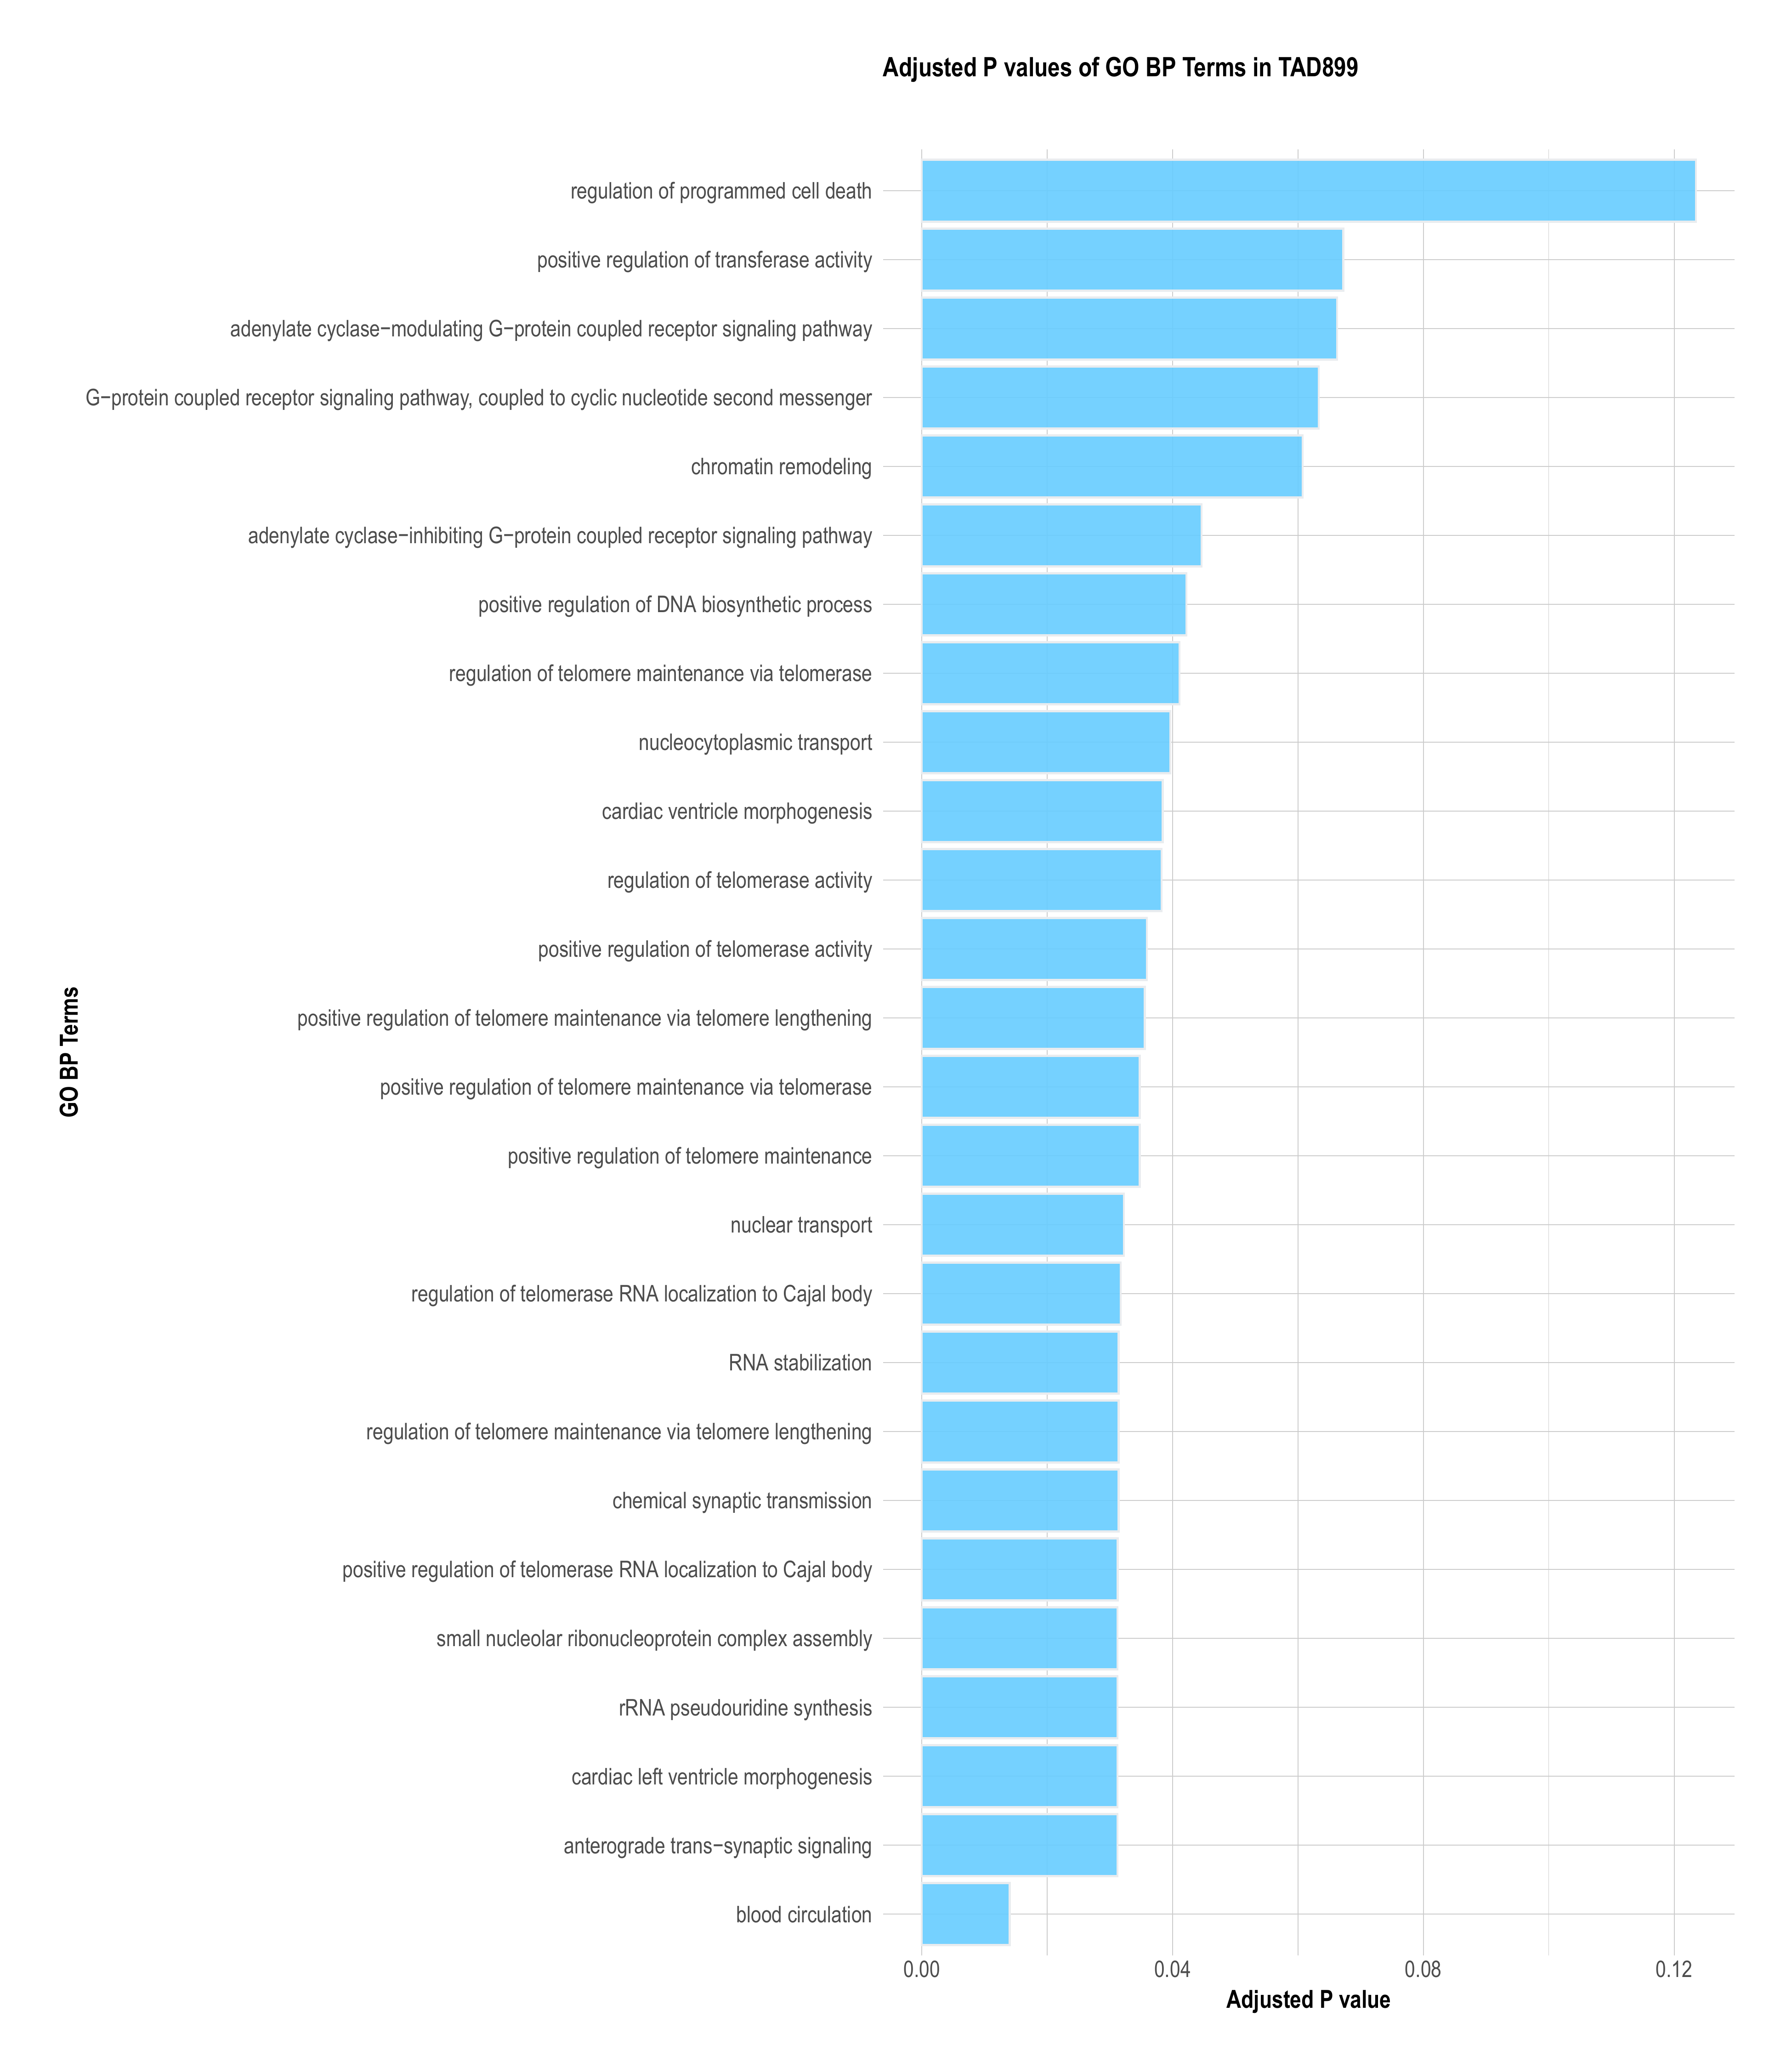 Adjusted P values of GO BP Terms in TAD899
regulation of programmed cell death
positive regulation of transferase activity
adenylate cyclase−modulating G−protein coupled receptor signaling pathway
G−protein coupled receptor signaling pathway, coupled to cyclic nucleotide second messenger
chromatin remodeling
adenylate cyclase−inhibiting G−protein coupled receptor signaling pathway
positive regulation of DNA biosynthetic process
regulation of telomere maintenance via telomerase
nucleocytoplasmic transport
cardiac ventricle morphogenesis
regulation of telomerase activity
positive regulation of telomerase activity
positive regulation of telomere maintenance via telomere lengthening
positive regulation of telomere maintenance via telomerase
positive regulation of telomere maintenance
nuclear transport
regulation of telomerase RNA localization to Cajal body
RNA stabilization
regulation of telomere maintenance via telomere lengthening
chemical synaptic transmission
positive regulation of telomerase RNA localization to Cajal body
small nucleolar ribonucleoprotein complex assembly
rRNA pseudouridine synthesis
cardiac left ventricle morphogenesis
anterograde trans−synaptic signaling
blood circulation
GO BP Terms
0.00 0.04 0.08 0.12
Adjusted P value